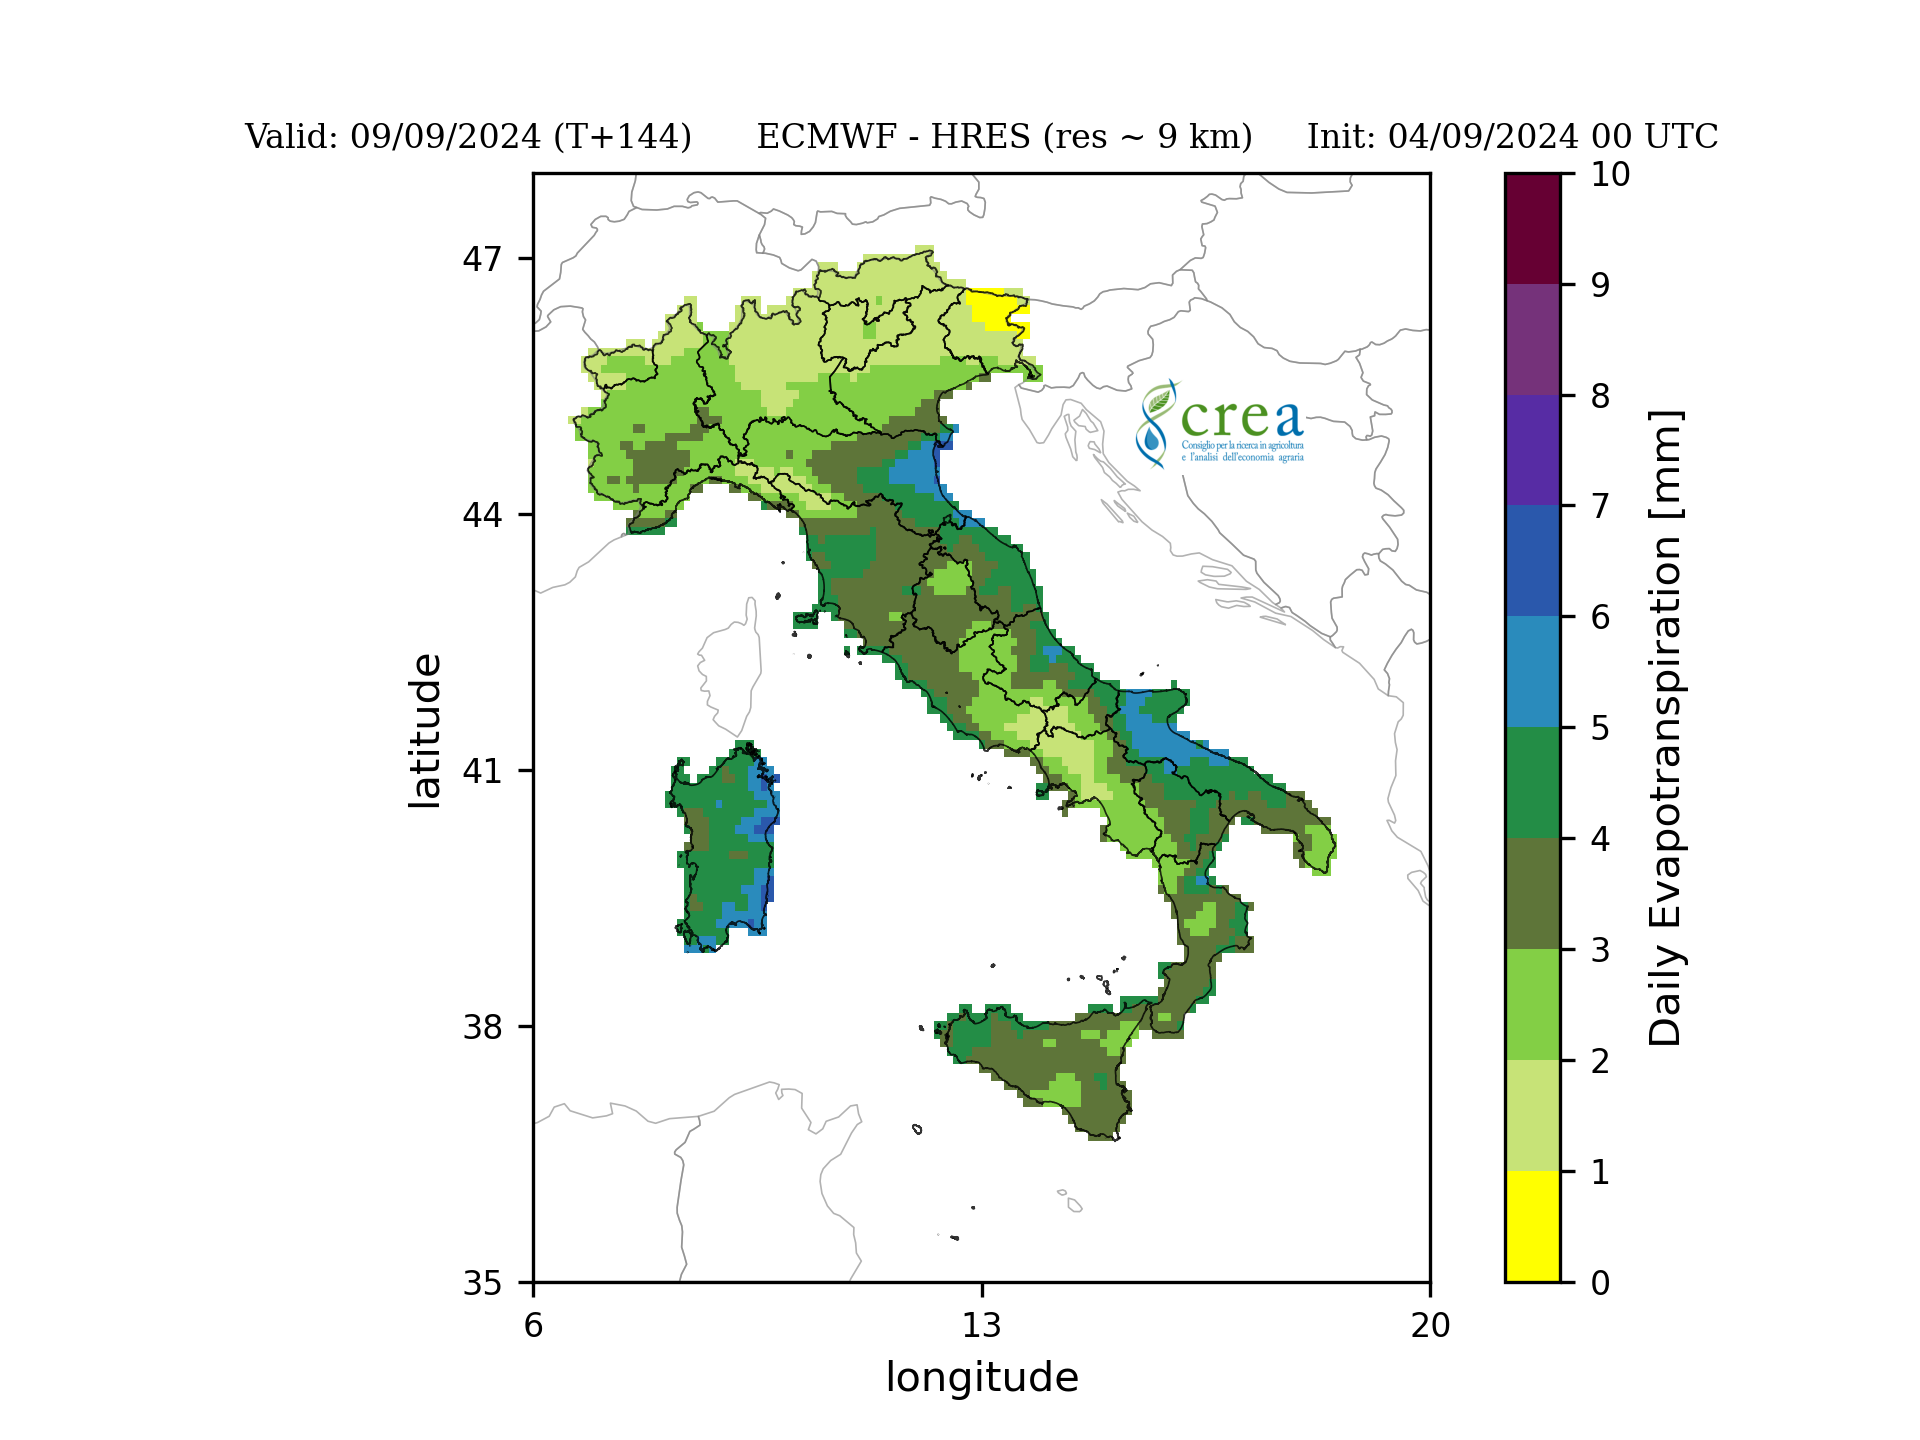 Valid: 09/09/2024 (T+144) ECMWF - HRES (res ~ 9 km) Init: 04/09/2024 00 UTC
10
9
8
7
6
5
4
3
2
1
0
Daily Evapotranspiration [mm]
47
44
41
38
35
latitude
crea
Consiglio per la ricerca in agricoltura
e l'analisi dell'economia agraria
6 13 20
longitude